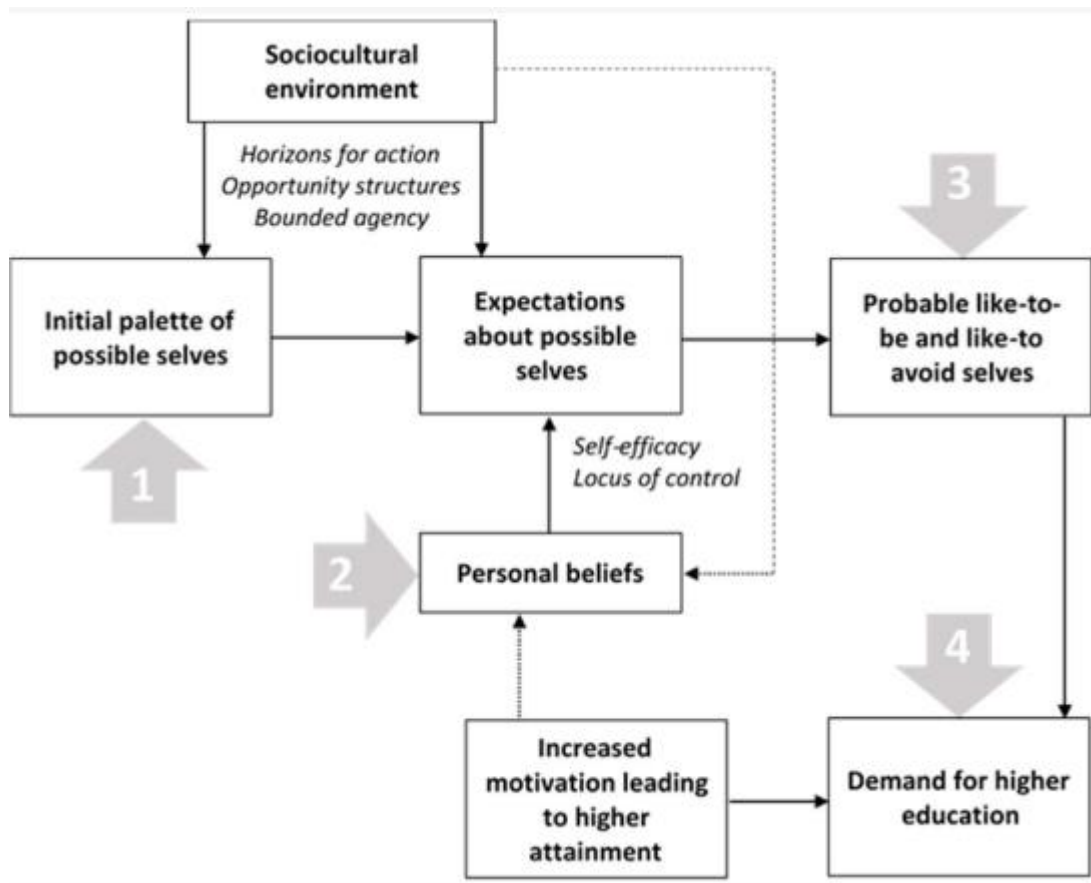 Sociocultural
environment
Horizons for action
Opportunity structures
Bounded agency
3
Initial palette of
possible selves
Expectations
about possible
selves
Probable like-to-
be and like-to
avoid selves
1
Self-efficacy
Locus of control
2
Personal beliefs
4
Increased
motivation leading
to higher
attainment
Demand for higher
education